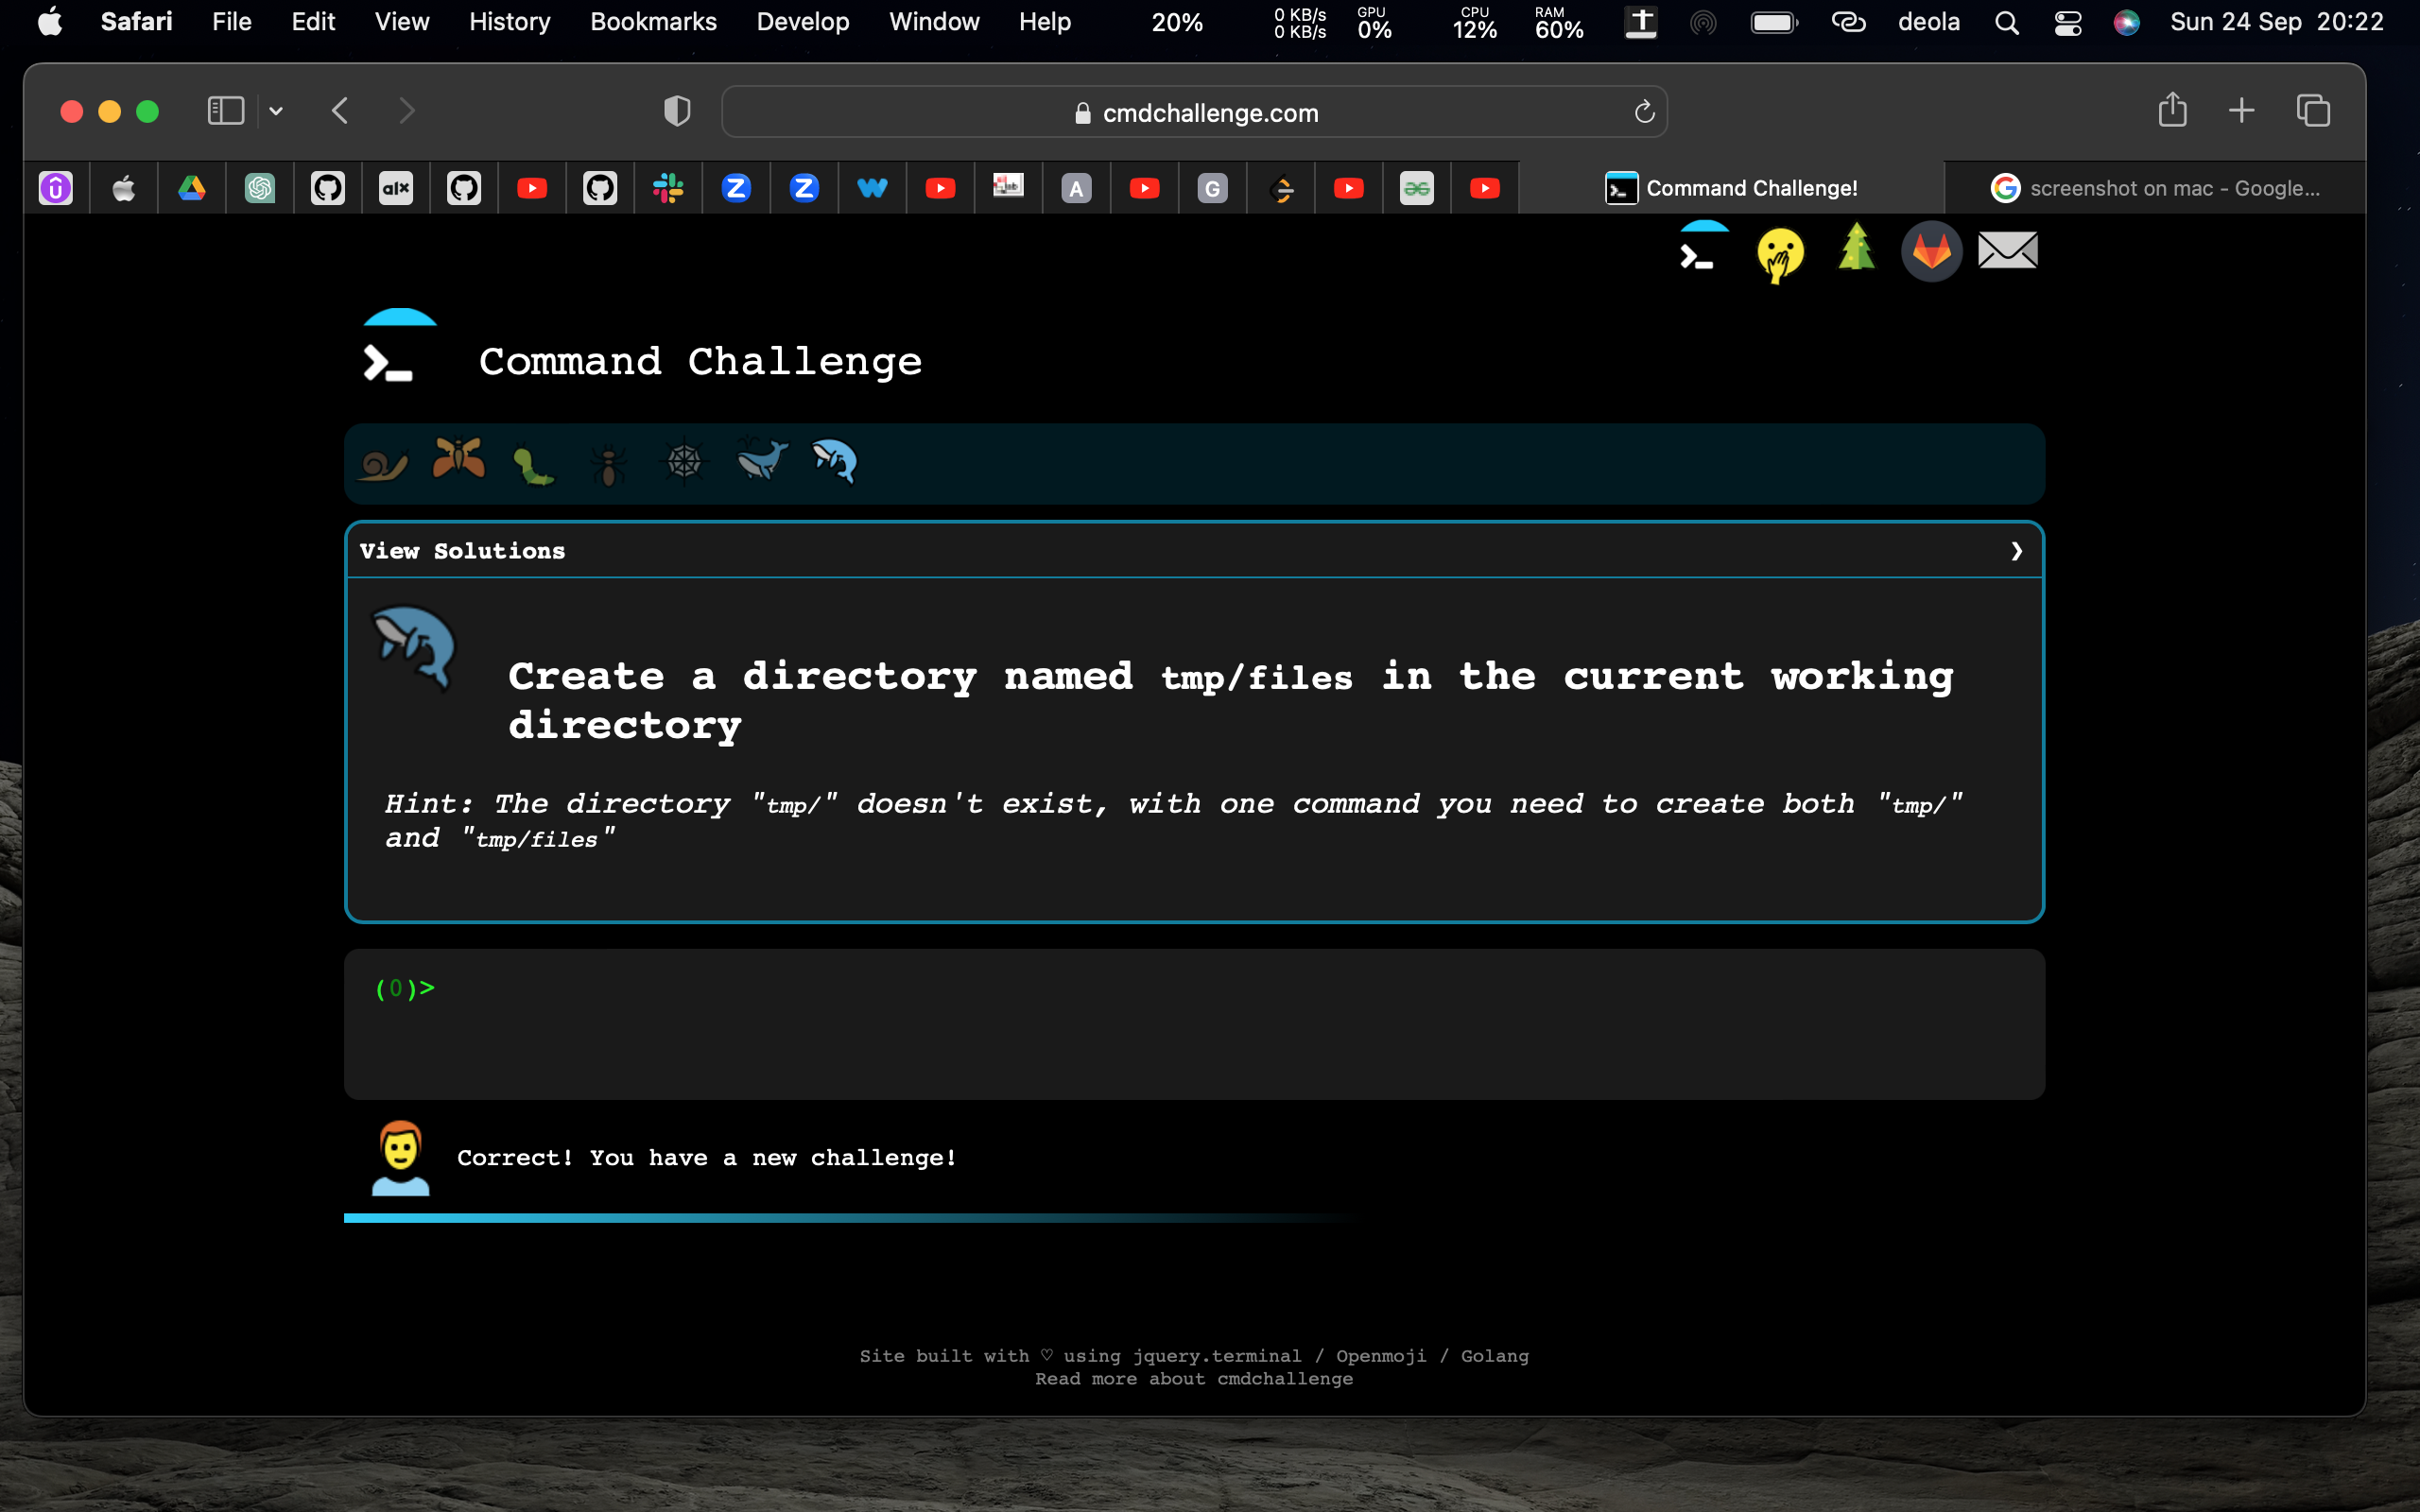 Safari File Edit View History Bookmarks Develop Window Help 20% 0 KB/s 0 KB/s GPU 0% CPU 12% RAM 60% deola Sun 24 Sep 20:22
cmdchallenge.com
alx Z Z lab A G Command Challenge! screenshot on mac - Google...
Command Challenge
View Solutions ❯
Create a directory named tmp/files in the current working
directory
Hint: The directory "tmp/" doesn't exist, with one command you need to create both "tmp/"
and "tmp/files"
(0)>
Correct! You have a new challenge!
Site built with ♡ using jquery.terminal / Openmoji / Golang
Read more about cmdchallenge